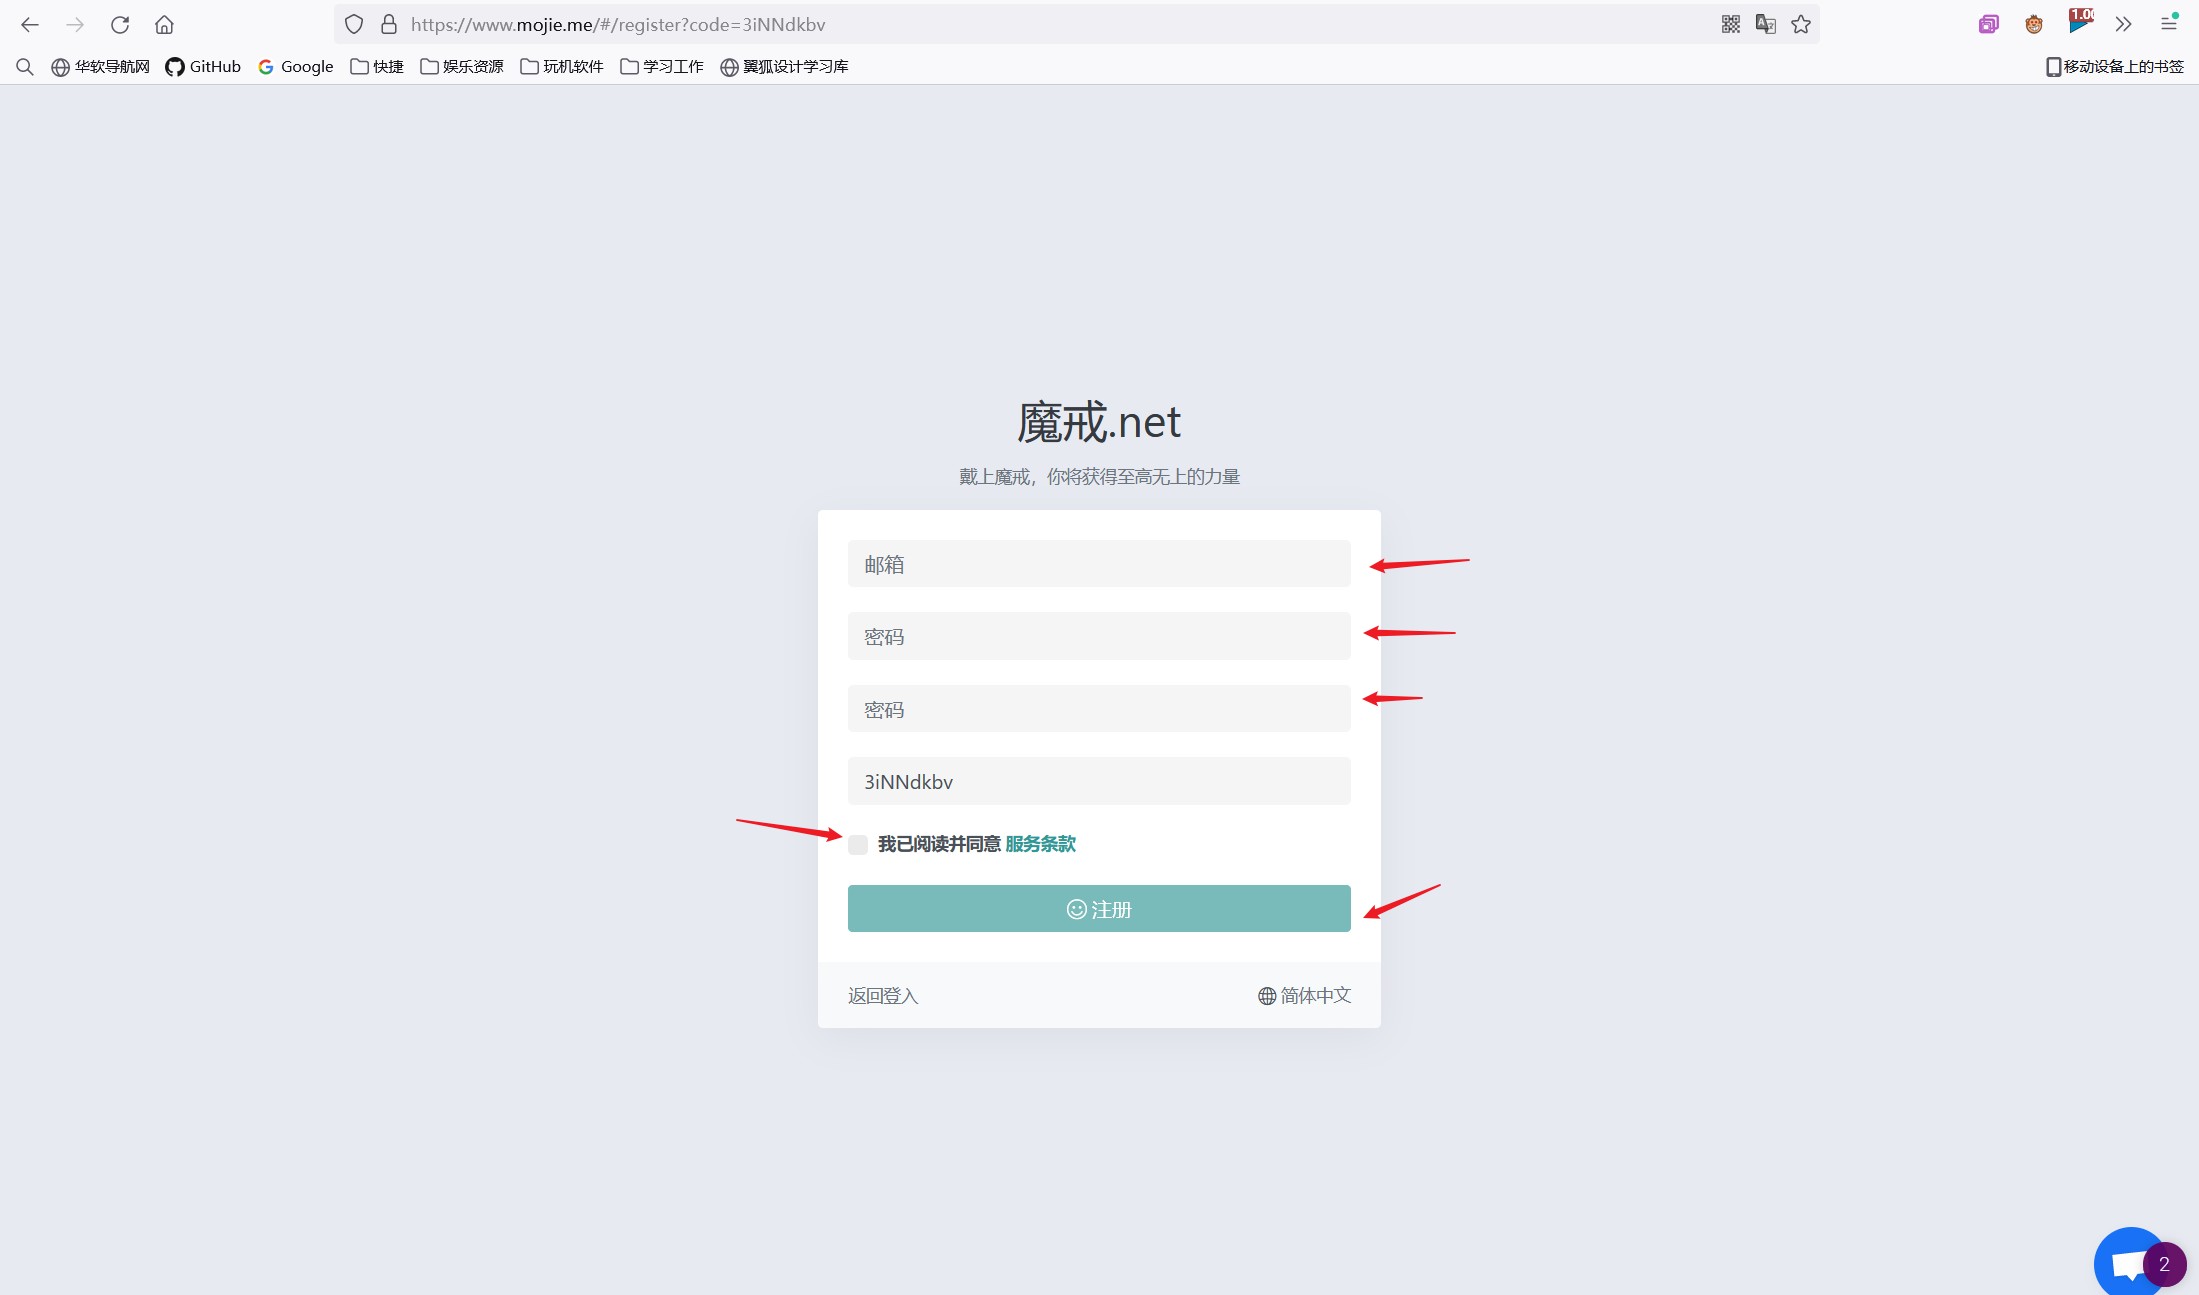 https://www.mojie.me/#/register?code=3iNNdkbv
1.00
华软导航网 GitHub Google 快捷 娱乐资源 玩机软件 学习工作 翼狐设计学习库 移动设备上的书签
魔戒.net
戴上魔戒，你将获得至高无上的力量
邮箱
密码
密码
3iNNdkbv
我已阅读并同意 服务条款
注册
返回登入 简体中文
2